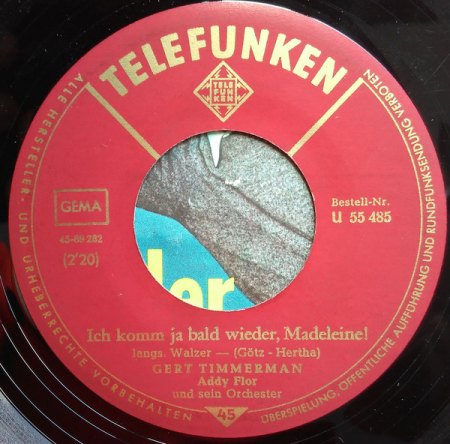 TELEFUNKEN
TELE
FUN
KEN
ALLE HERSTELLER- UND URHEBERRECHTE VORBEHALTEN
ÜBERSPIELUNG, ÖFFENTLICHE AUFFÜHRUNG UND RUNDFUNKSENDUNG VERBOTEN
GEMA
45-69 282
(2'20)
Bestell-Nr.
U 55 485
ler
Ich komm ja bald wieder, Madeleine!
langs. Walzer — (Götz - Hertha)
GERT TIMMERMAN
Addy Flor
und sein Orchester
45